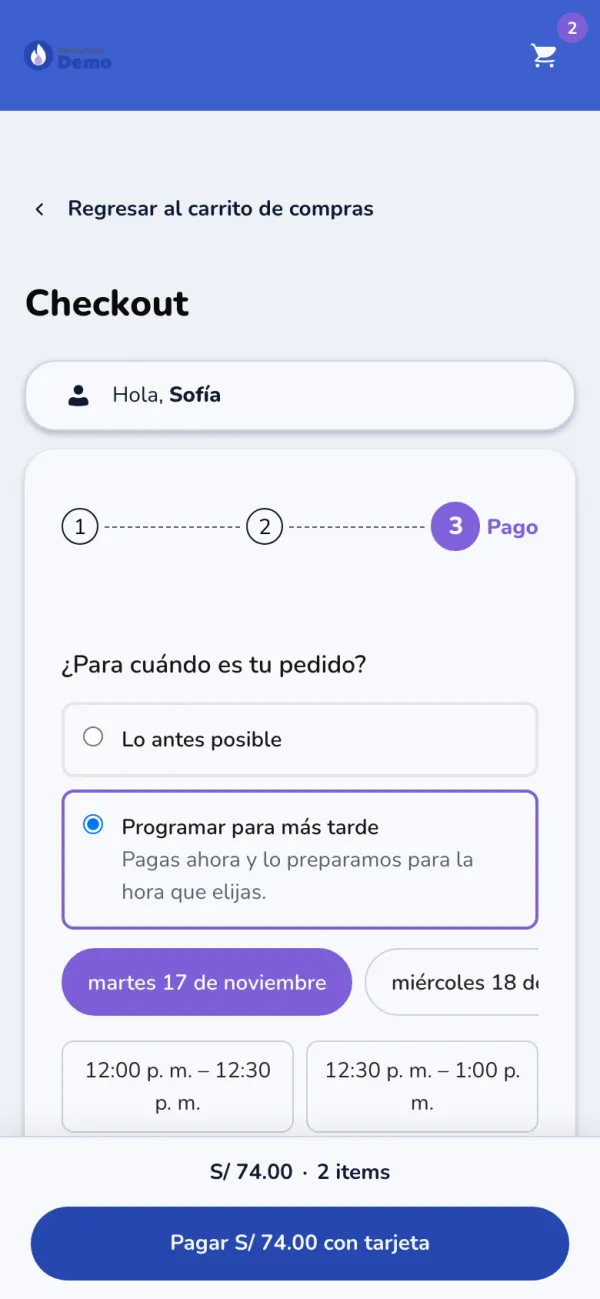 2
Demo
Regresar al carrito de compras
Checkout
Hola, Sofía
1
2
3 Pago
¿Para cuándo es tu pedido?
Lo antes posible
Programar para más tarde
Pagas ahora y lo preparamos para la
hora que elijas.
martes 17 de noviembre
miércoles 18 de
12:00 p. m. – 12:30
p. m.
12:30 p. m. – 1:00 p.
m.
S/ 74.00 · 2 items
Pagar S/ 74.00 con tarjeta